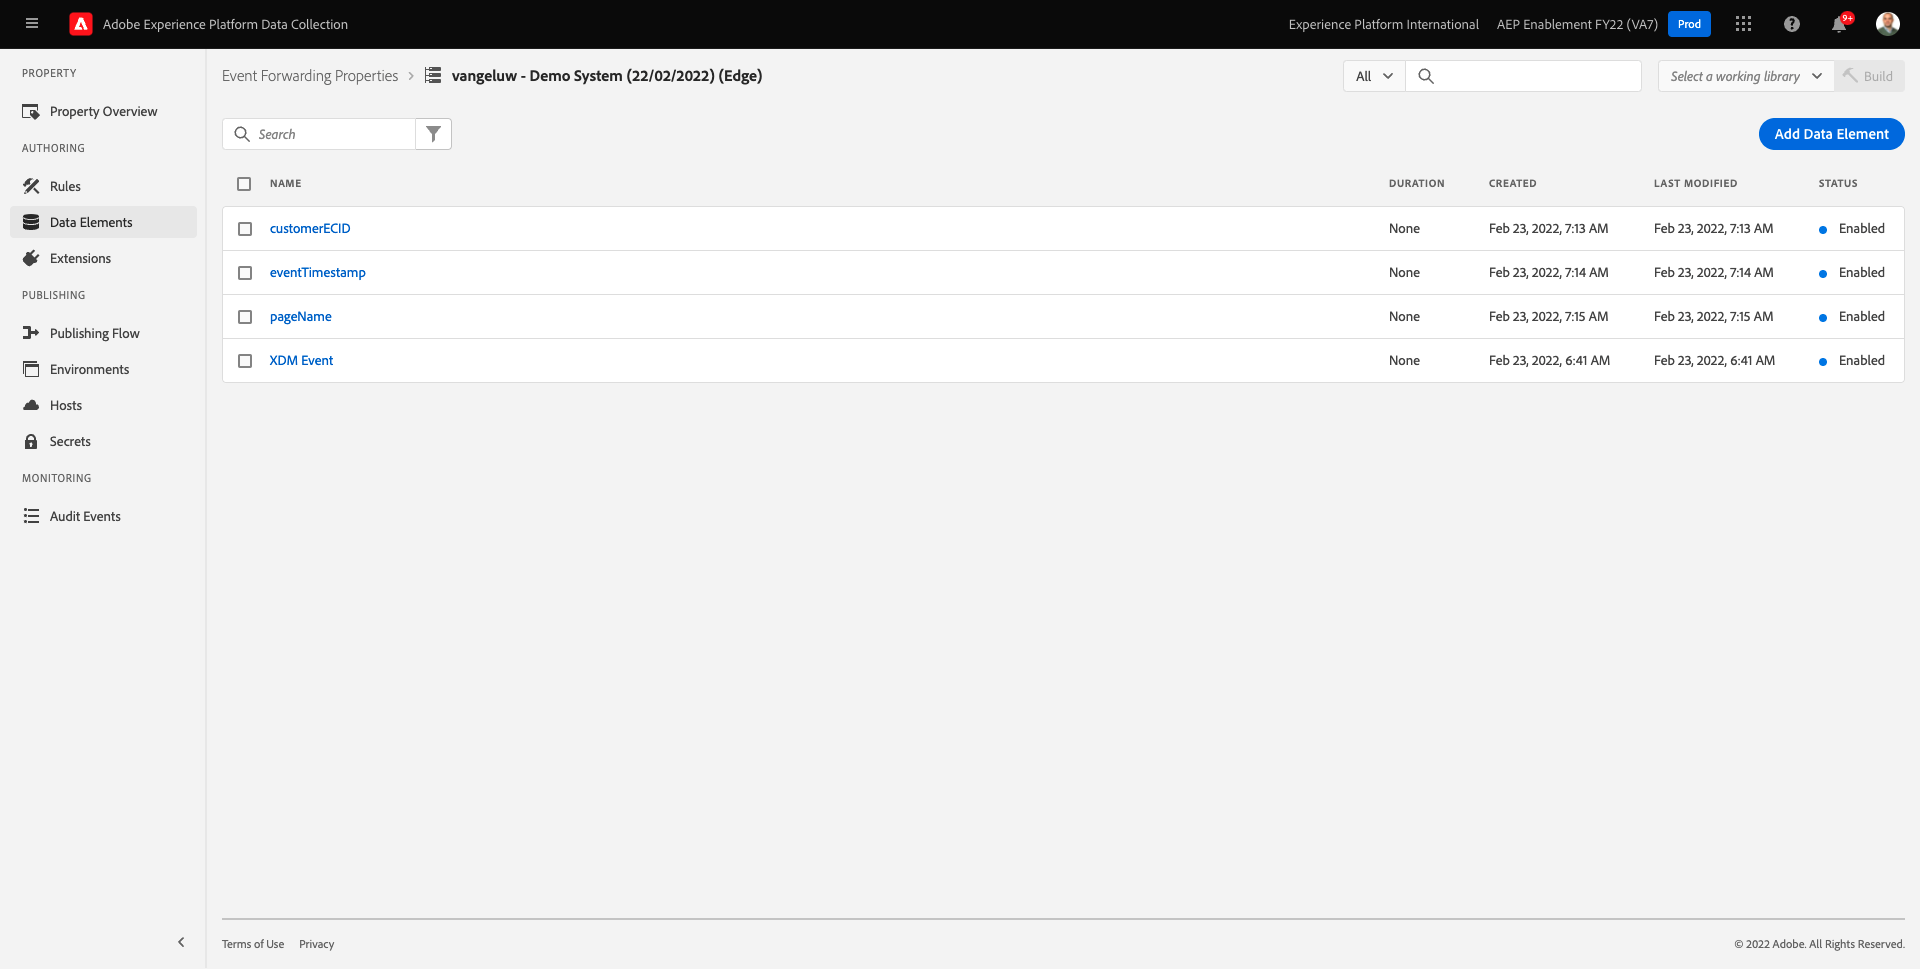 Adobe Experience Platform Data Collection
Experience Platform International
AEP Enablement FY22 (VA7)
Prod
9+
PROPERTY
Property Overview
AUTHORING
Rules
Data Elements
Extensions
PUBLISHING
Publishing Flow
Environments
Hosts
Secrets
MONITORING
Audit Events
Event Forwarding Properties
vangeluw - Demo System (22/02/2022) (Edge)
All
Select a working library
Build
Search
Add Data Element
NAME DURATION CREATED LAST MODIFIED STATUS
customerECID None Feb 23, 2022, 7:13 AM Feb 23, 2022, 7:13 AM Enabled
eventTimestamp None Feb 23, 2022, 7:14 AM Feb 23, 2022, 7:14 AM Enabled
pageName None Feb 23, 2022, 7:15 AM Feb 23, 2022, 7:15 AM Enabled
XDM Event None Feb 23, 2022, 6:41 AM Feb 23, 2022, 6:41 AM Enabled
Terms of Use Privacy
© 2022 Adobe. All Rights Reserved.